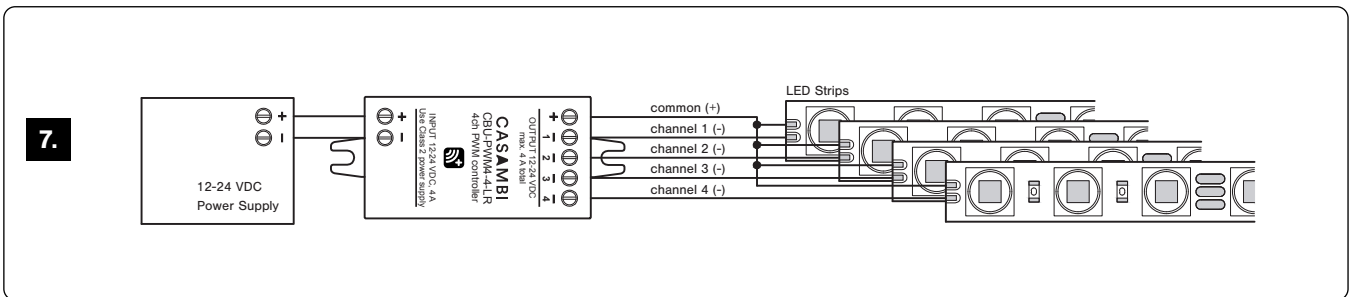 7.
12-24 VDC
Power Supply
+
-
+
-
INPUT 12-24 VDC, 4 A
Use Class 2 power supply
CASAMBI
CBU-PWM4-4-LR
4ch PWM controller
OUTPUT 12-24 VDC
max. 4 A total
+
1 -
2 -
3 -
4 -
common (+)
channel 1 (-)
channel 2 (-)
channel 3 (-)
channel 4 (-)
LED Strips